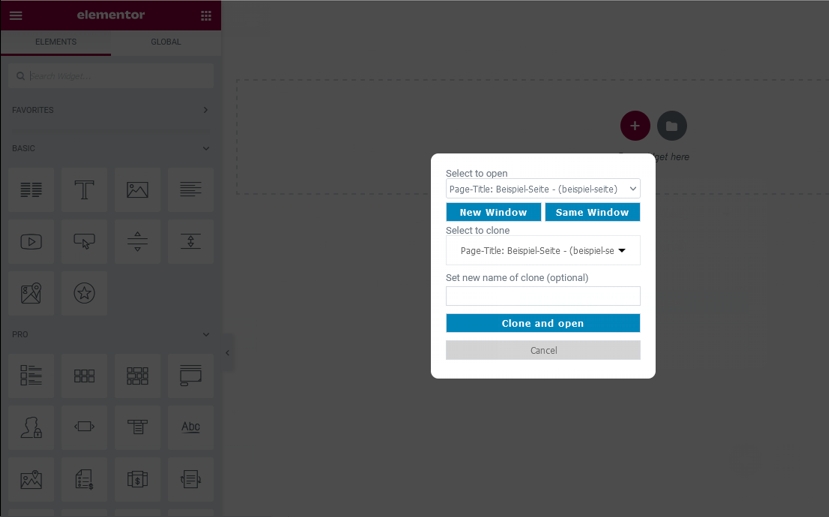 elementor
ELEMENTS
GLOBAL
Search Widget...
FAVORITES
BASIC
PRO
Abc
get here
Select to open
Page-Title: Beispiel-Seite - (beispiel-seite)
New Window
Same Window
Select to clone
Page-Title: Beispiel-Seite - (beispiel-se
Set new name of clone (optional)
Clone and open
Cancel